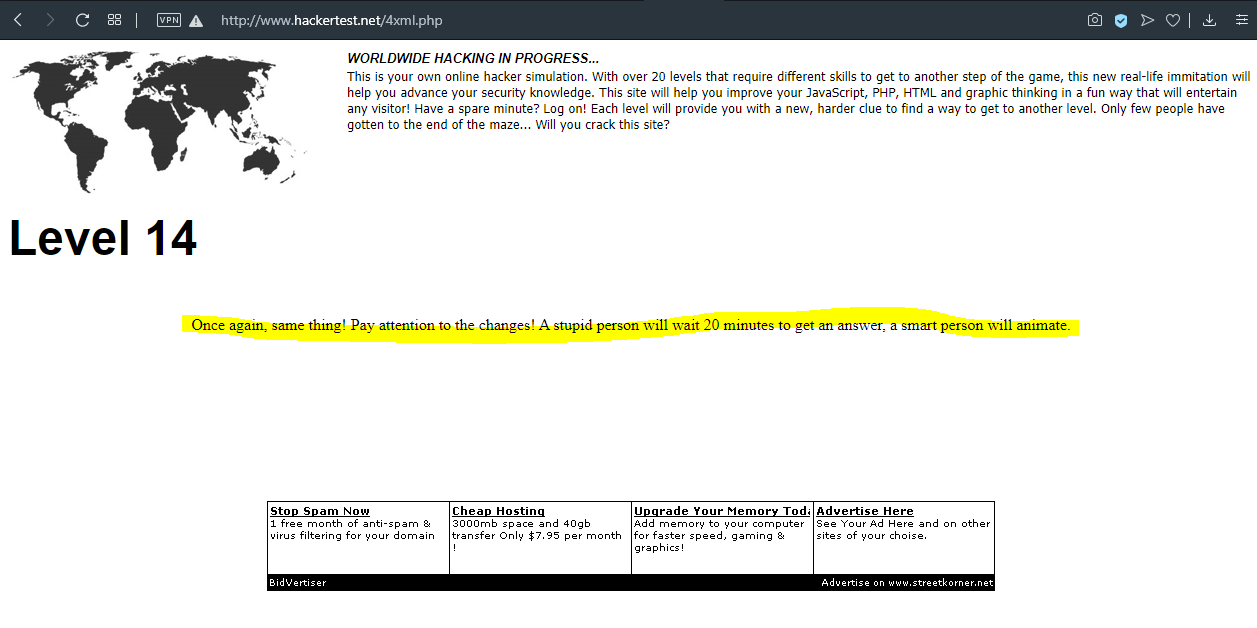 VPN http://www.hackertest.net/4xml.php
WORLDWIDE HACKING IN PROGRESS...
This is your own online hacker simulation. With over 20 levels that require different skills to get to another step of the game, this new real-life immitation will
help you advance your security knowledge. This site will help you improve your JavaScript, PHP, HTML and graphic thinking in a fun way that will entertain
any visitor! Have a spare minute? Log on! Each level will provide you with a new, harder clue to find a way to get to another level. Only few people have
gotten to the end of the maze... Will you crack this site?
Level 14
Once again, same thing! Pay attention to the changes! A stupid person will wait 20 minutes to get an answer, a smart person will animate.
Stop Spam Now
1 free month of anti-spam &
virus filtering for your domain
Cheap Hosting
3000mb space and 40gb
transfer Only $7.95 per month
!
Upgrade Your Memory Toda
Add memory to your computer
for faster speed, gaming &
graphics!
Advertise Here
See Your Ad Here and on other
sites of your choise.
BidVertiser
Advertise on www.streetkorner.net